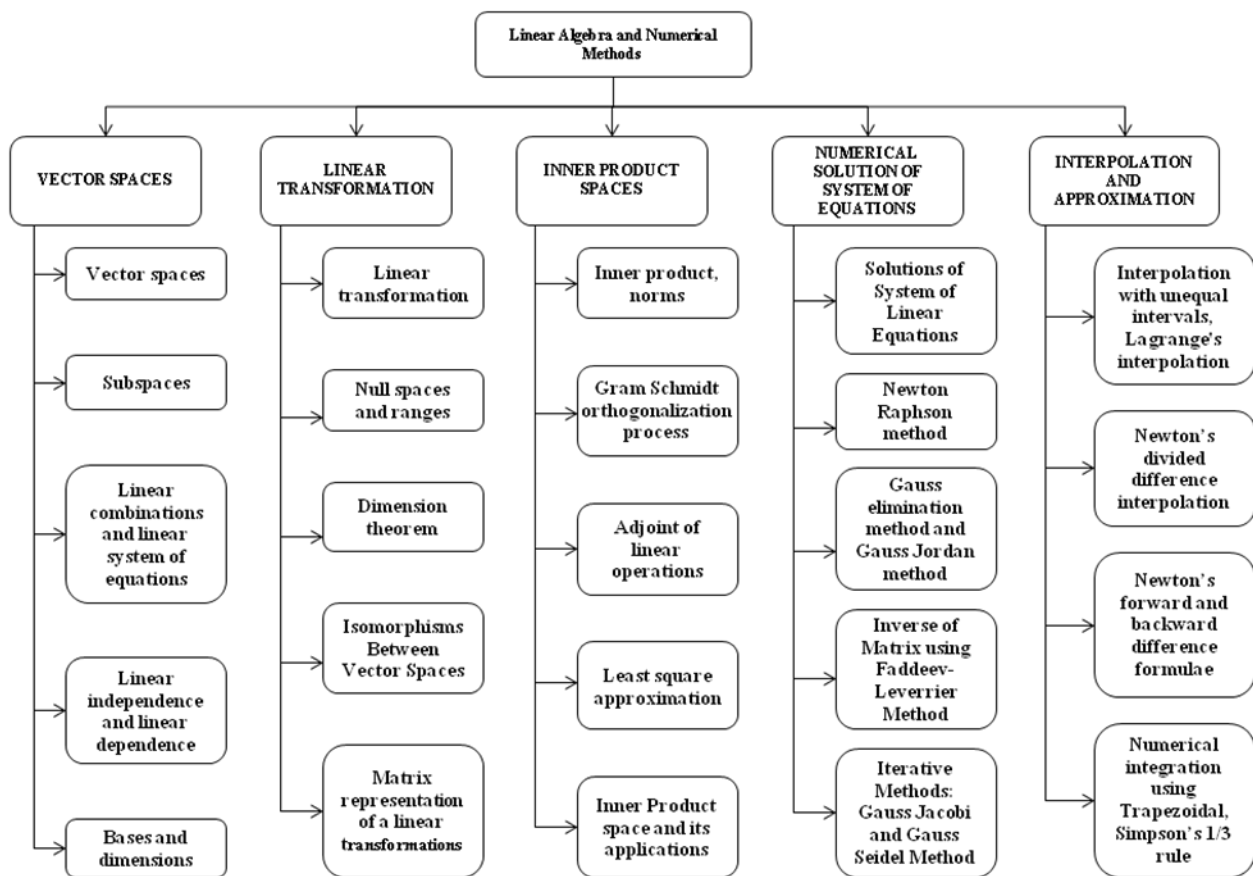 Linear Algebra and Numerical
Methods
VECTOR SPACES
LINEAR
TRANSFORMATION
INNER PRODUCT
SPACES
NUMERICAL
SOLUTION OF
SYSTEM OF
EQUATIONS
INTERPOLATION
AND
APPROXIMATION
Vector spaces
Subspaces
Linear
combinations
and linear
system of
equations
Linear
independence
and linear
dependence
Bases and
dimensions
Linear
transformation
Null spaces
and ranges
Dimension
theorem
Isomorphisms
Between
Vector Spaces
Matrix
representation
of a linear
transformations
Inner product,
norms
Gram Schmidt
orthogonalization
process
Adjoint of
linear
operations
Least square
approximation
Inner Product
space and its
applications
Solutions of
System of
Linear
Equations
Newton
Raphson
method
Gauss
elimination
method and
Gauss Jordan
method
Inverse of
Matrix using
Faddeev-
Leverrier
Method
Iterative
Methods:
Gauss Jacobi
and Gauss
Seidel Method
Interpolation
with unequal
intervals,
Lagrange's
interpolation
Newton’s
divided
difference
interpolation
Newton’s
forward and
backward
difference
formulae
Numerical
integration
using
Trapezoidal,
Simpson’s 1/3
rule